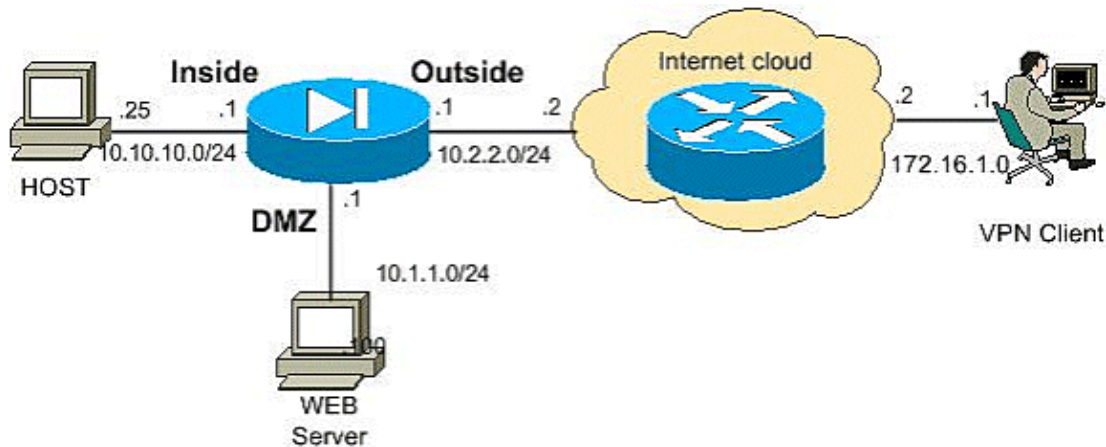 Inside
Outside
Internet cloud
.25
.1
.1
.2
.2
.1
10.10.10.0/24
10.2.2.0/24
172.16.1.0
HOST
.1
DMZ
VPN Client
10.1.1.0/24
.100
WEB
Server